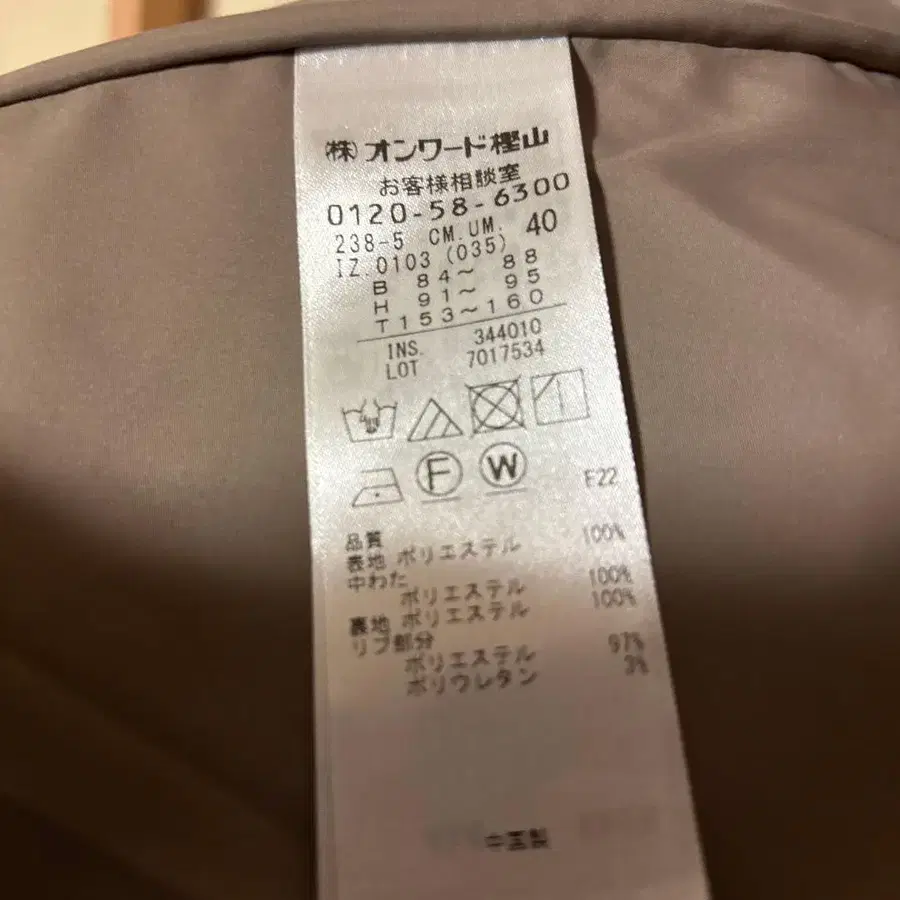 ㈱オンワード樫山
お客様相談室
0120-58-6300
238-5 CM.UM. 40
IZ.0103 (035)
B 84～ 88
H 91～ 95
T 153～160
INS. 344010
LOT 7017534
F W F22
品質
表地 ポリエステル 100%
中わた
ポリエステル 100%
裏地 ポリエステル 100%
リブ部分
ポリエステル 97%
ポリウレタン 3%
中国製